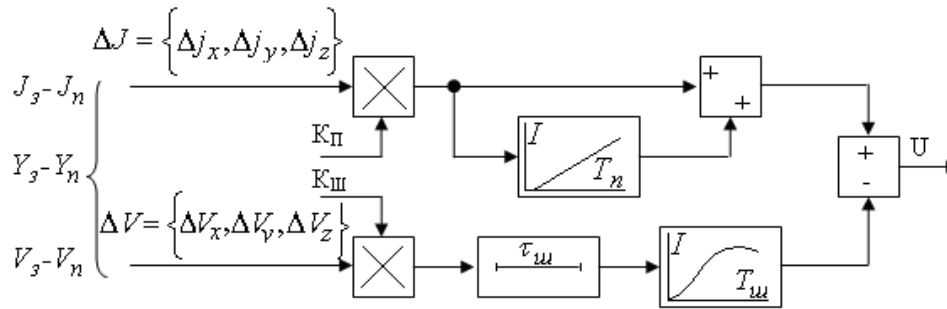 ΔJ = {Δj_x, Δj_y, Δj_z}
J_з - J_п
+
+
К_П
I
T_п
К_Ш
Y_з - Y_п
+
-
U
ΔV = {ΔV_x, ΔV_y, ΔV_z}
V_з - V_п
τ_ш
I
T_ш